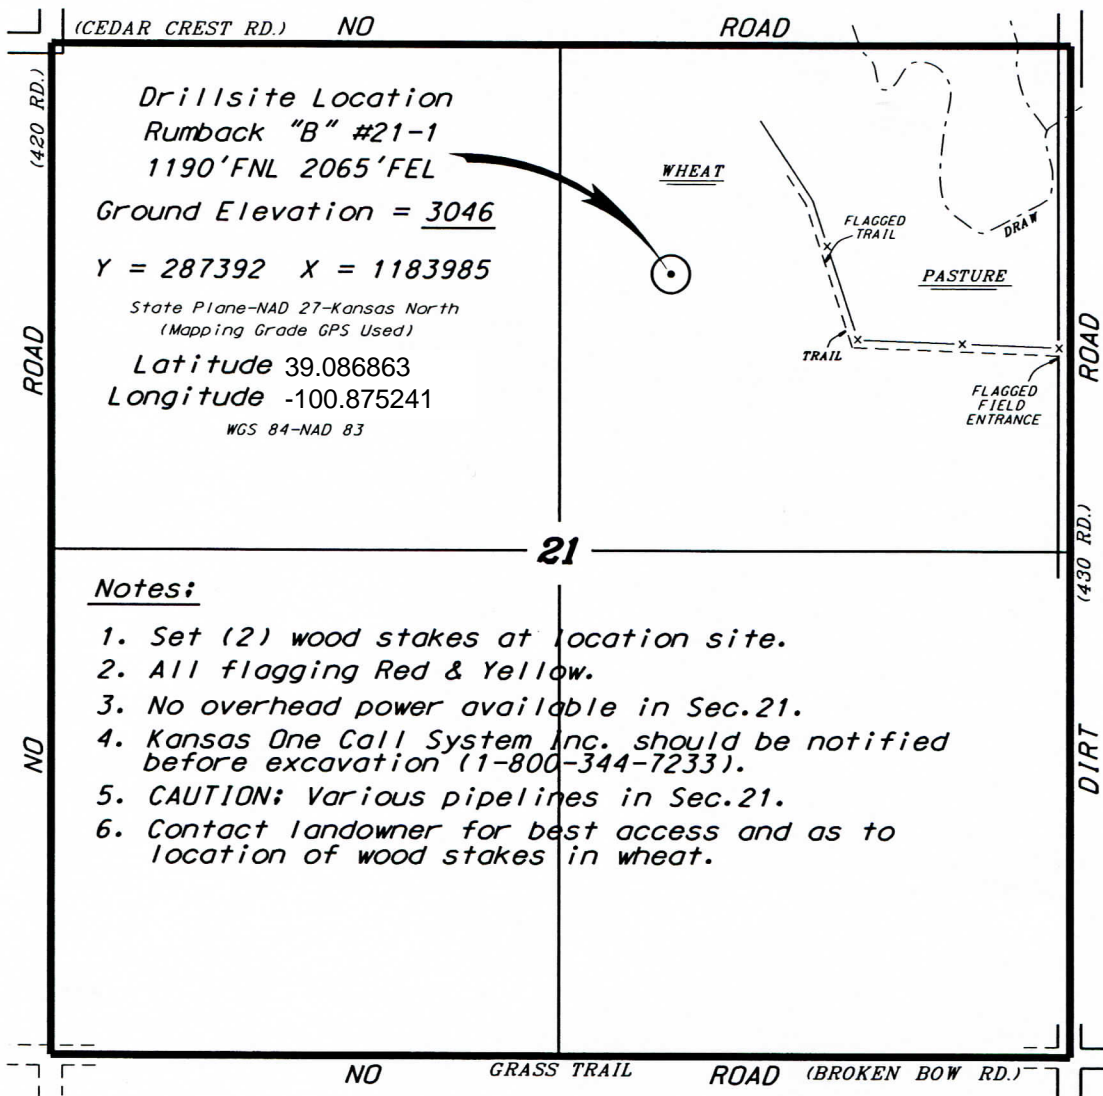 (CEDAR CREST RD.) NO ROAD
(420 RD.)
Drillsite Location
Rumback "B" #21-1
1190'FNL 2065'FEL
Ground Elevation = 3046
Y = 287392 X = 1183985
State Plane-NAD 27-Kansas North
(Mapping Grade GPS Used)
Latitude 39.086863
Longitude -100.875241
WGS 84-NAD 83
WHEAT
FLAGGED
TRAIL
DRAW
PASTURE
TRAIL
FLAGGED
FIELD
ENTRANCE
ROAD
ROAD
21
(430 RD.)
Notes:
1. Set (2) wood stakes at location site.
2. All flagging Red & Yellow.
3. No overhead power available in Sec.21.
4. Kansas One Call System Inc. should be notified
before excavation (1-800-344-7233).
5. CAUTION: Various pipelines in Sec.21.
6. Contact landowner for best access and as to
location of wood stakes in wheat.
NO
DIRT
NO GRASS TRAIL ROAD (BROKEN BOW RD.)